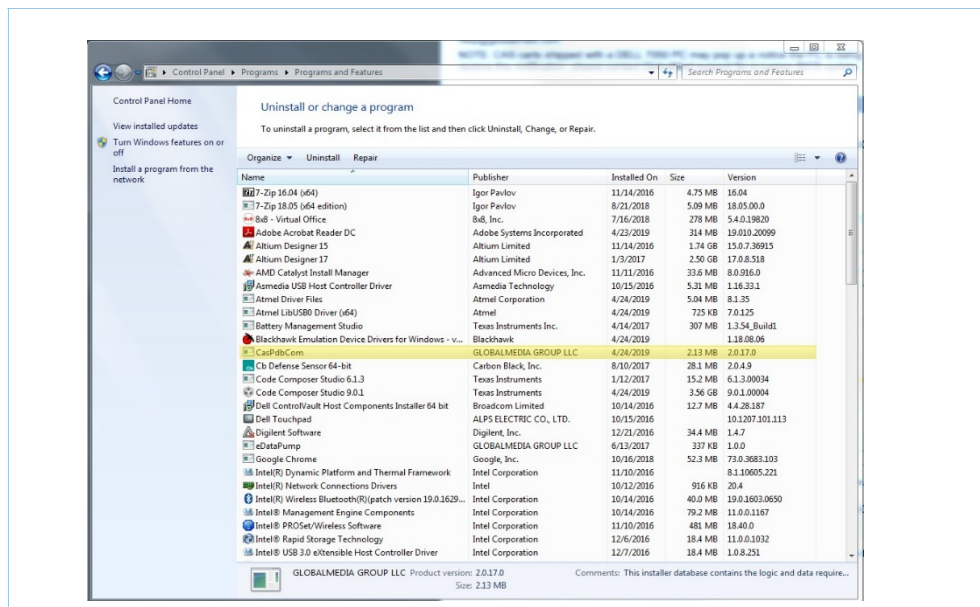 NOTE: CAS carts shipped with a DELL 7050 PC may pop up a notice the PC is being
Control Panel ▸ Programs ▸ Programs and Features
Search Programs and Features
Control Panel Home
View installed updates
Turn Windows features on or
off
Install a program from the
network
Uninstall or change a program
To uninstall a program, select it from the list and then click Uninstall, Change, or Repair.
Organize Uninstall Repair
Name Publisher Installed On Size Version
7-Zip 16.04 (x64) Igor Pavlov 11/14/2016 4.75 MB 16.04
7-Zip 18.05 (x64 edition) Igor Pavlov 8/21/2018 5.09 MB 18.05.00.0
8x8 - Virtual Office 8x8, Inc. 7/16/2018 278 MB 5.4.0.19820
Adobe Acrobat Reader DC Adobe Systems Incorporated 4/23/2019 314 MB 19.010.20099
Altium Designer 15 Altium Limited 11/14/2016 1.74 GB 15.0.7.36915
Altium Designer 17 Altium Limited 1/3/2017 2.50 GB 17.0.8.518
AMD Catalyst Install Manager Advanced Micro Devices, Inc. 11/11/2016 33.6 MB 8.0.916.0
Asmedia USB Host Controller Driver Asmedia Technology 10/15/2016 5.31 MB 1.16.33.1
Atmel Driver Files Atmel Corporation 4/24/2019 5.04 MB 8.1.35
Atmel LibUSB0 Driver (x64) Atmel 4/24/2019 725 KB 7.0.125
Battery Management Studio Texas Instruments Inc. 4/14/2017 307 MB 1.3.54_Build1
Blackhawk Emulation Device Drivers for Windows - v... Blackhawk 4/24/2019 1.18.08.06
CasPdbCom GLOBALMEDIA GROUP LLC 4/24/2019 2.13 MB 2.0.17.0
Cb Defense Sensor 64-bit Carbon Black, Inc. 8/10/2017 28.1 MB 2.0.4.9
Code Composer Studio 6.1.3 Texas Instruments 1/12/2017 15.2 MB 6.1.3.00034
Code Composer Studio 9.0.1 Texas Instruments 4/24/2019 3.56 GB 9.0.1.00004
Dell ControlVault Host Components Installer 64 bit Broadcom Limited 10/14/2016 12.7 MB 4.4.28.187
Dell Touchpad ALPS ELECTRIC CO., LTD. 10/15/2016 10.1207.101.113
Digilent Software Digilent, Inc. 12/21/2016 34.4 MB 1.4.7
eDataPump GLOBALMEDIA GROUP LLC 6/13/2017 337 KB 1.0.0
Google Chrome Google, Inc. 10/16/2018 52.3 MB 73.0.3683.103
Intel(R) Dynamic Platform and Thermal Framework Intel Corporation 11/10/2016 8.1.10605.221
Intel(R) Network Connections Drivers Intel 10/12/2016 916 KB 20.4
Intel(R) Wireless Bluetooth(R)(patch version 19.0.1629... Intel Corporation 10/14/2016 40.0 MB 19.0.1603.0650
Intel® Management Engine Components Intel Corporation 10/14/2016 79.2 MB 11.0.0.1167
Intel® PROSet/Wireless Software Intel Corporation 11/10/2016 481 MB 18.40.0
Intel® Rapid Storage Technology Intel Corporation 12/6/2016 18.4 MB 11.0.0.1032
Intel® USB 3.0 eXtensible Host Controller Driver Intel Corporation 12/7/2016 18.4 MB 1.0.8.251
GLOBALMEDIA GROUP LLC Product version: 2.0.17.0 Comments: This installer database contains the logic and data require...
Size: 2.13 MB